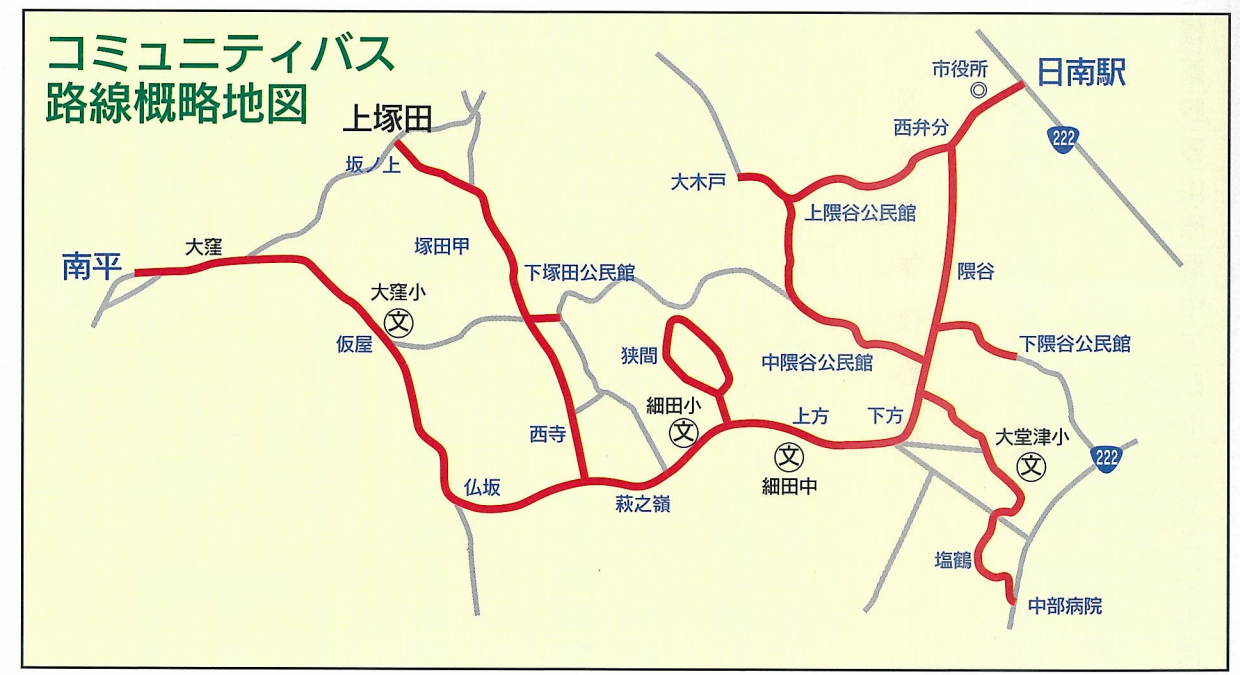 コミュニティバス
路線概略地図
上塚田
坂ノ上
南平
大窪
塚田甲
大窪小
文
仮屋
下塚田公民館
狭間
細田小
文
西寺
仏坂
萩之嶺
大木戸
市役所
日南駅
西弁分
222
上隈谷公民館
隈谷
中隈谷公民館
下隈谷公民館
上方
下方
文
細田中
大堂津小
文
222
塩鶴
中部病院